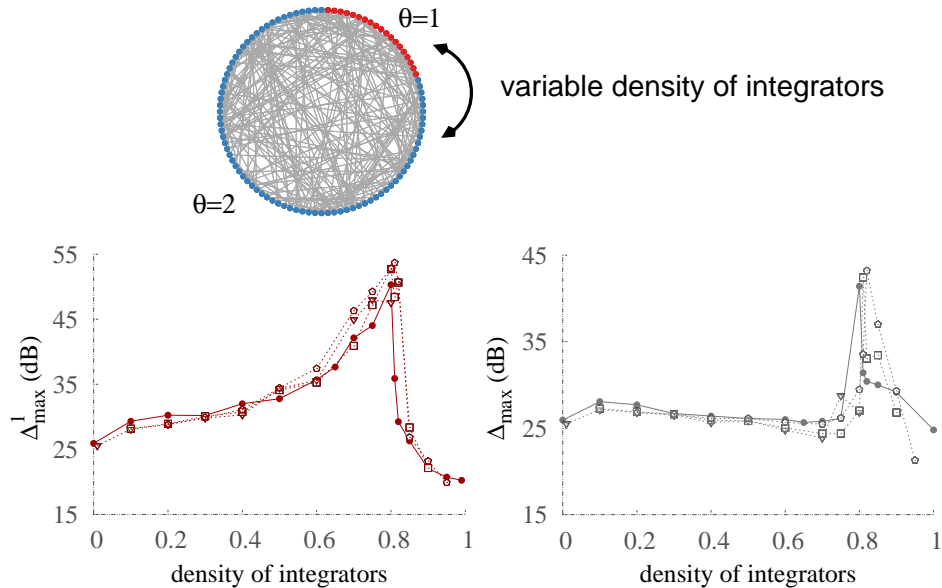 θ=1
variable density of integrators
θ=2
55
45
35
25
15
Δ¹max (dB)
0 0.2 0.4 0.6 0.8 1
density of integrators
45
35
25
15
Δmax (dB)
0 0.2 0.4 0.6 0.8 1
density of integrators